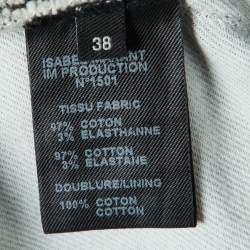 38
ISABEL MARANT
IM PRODUCTION
N°1501
TISSU FABRIC
97% COTON
3% ELASTHANNE
97% COTTON
3% ELASTANE
DOUBLURE/LINING
100% COTON
COTTON